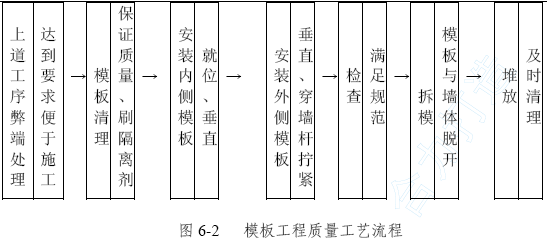 上道工序弊端处理
达到要求便于施工
→
模板清理
保证质量、刷隔离剂
→
安装内侧模板
就位、垂直
→
安装外侧模板
垂直、穿墙杆拧紧
→
检查
满足规范
→
拆模
模板与墙体脱开
→
堆放
及时清理
图 6-2 模板工程质量工艺流程